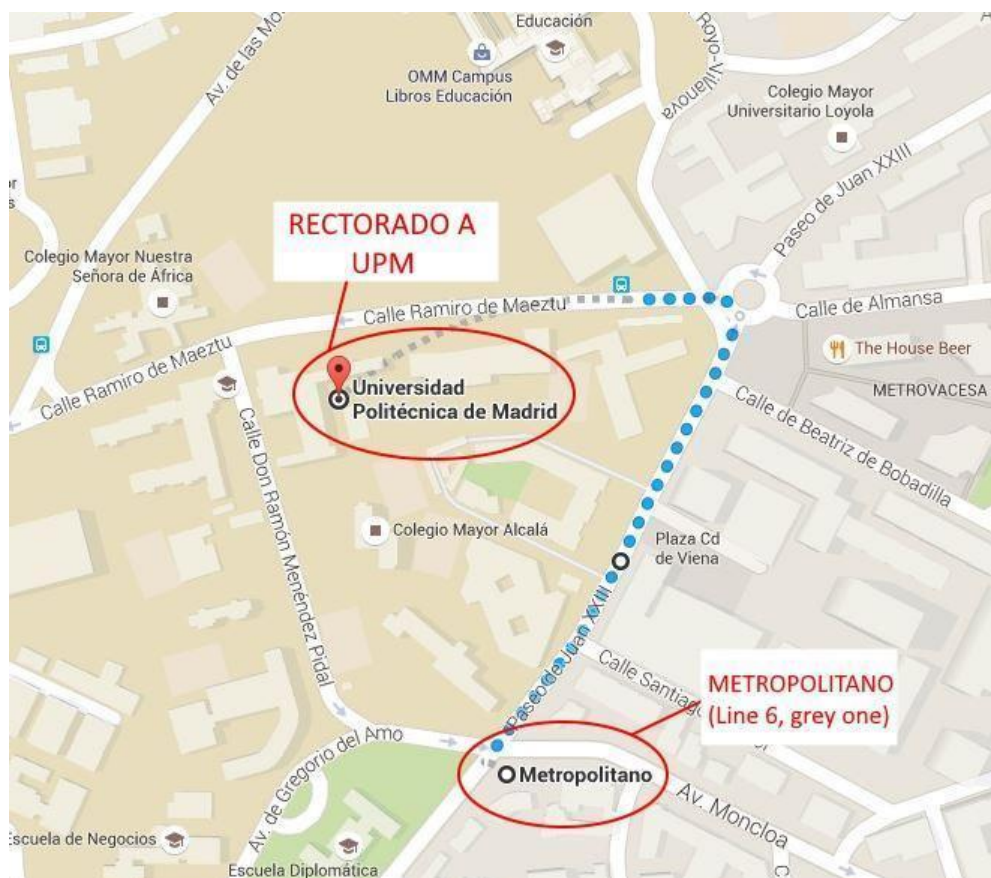 Educación
Royo-Villanova
Av. de las Mo
OMM Campus
Libros Educación
Colegio Mayor
Universitario Loyola
Paseo de Juan XXIII
RECTORADO A
UPM
Colegio Mayor Nuestra
Señora de África
Calle Ramiro de Maeztu
Calle de Almansa
The House Beer
METROVACESA
Calle Ramiro de Maeztu
Universidad
Politécnica de Madrid
Calle de Beatriz de Bobadilla
Calle Don Ramón Menéndez Pidal
Colegio Mayor Alcalá
Plaza Cd
de Viena
Paseo de Juan XXIII
Calle Santiag
METROPOLITANO
(Line 6, grey one)
Av. de Gregorio del Amo
Metropolitano
Av. Moncloa
Escuela de Negocios
Escuela Diplomática